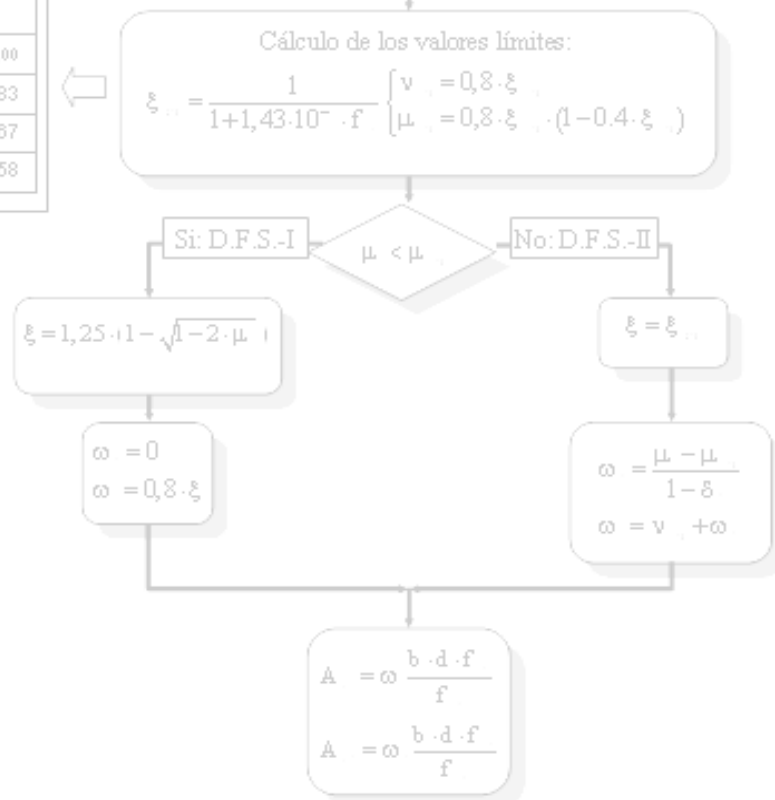 00
83
67
58
Cálculo de los valores límites:
ξ = 1 / 1+1,43·10⁻ · f { ν = 0,8·ξ
μ = 0,8·ξ ·(1−0.4·ξ )
Si: D.F.S.-I
μ < μ
No: D.F.S.-II
ξ = 1,25·(1−√1−2·μ )
ξ = ξ
ω = 0
ω = 0,8·ξ
ω = μ − μ / 1 − δ
ω = ν + ω
A = ω b · d · f / f
A = ω b · d · f / f